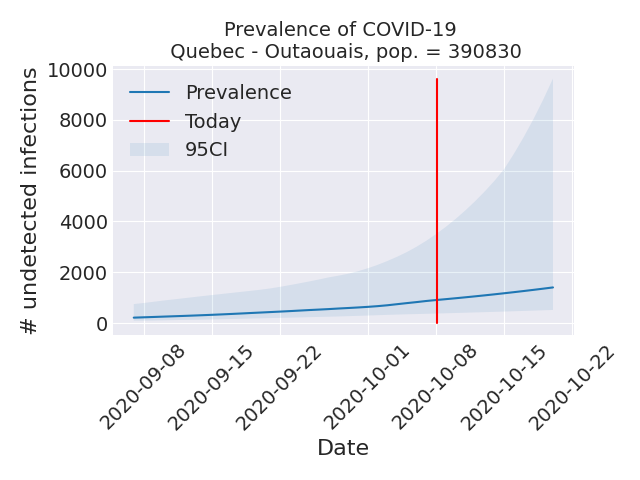 Prevalence of COVID-19
Quebec - Outaouais, pop. = 390830
# undetected infections
10000
8000
6000
4000
2000
0
Prevalence
Today
95CI
2020-09-08
2020-09-15
2020-09-22
2020-10-01
2020-10-08
2020-10-15
2020-10-22
Date